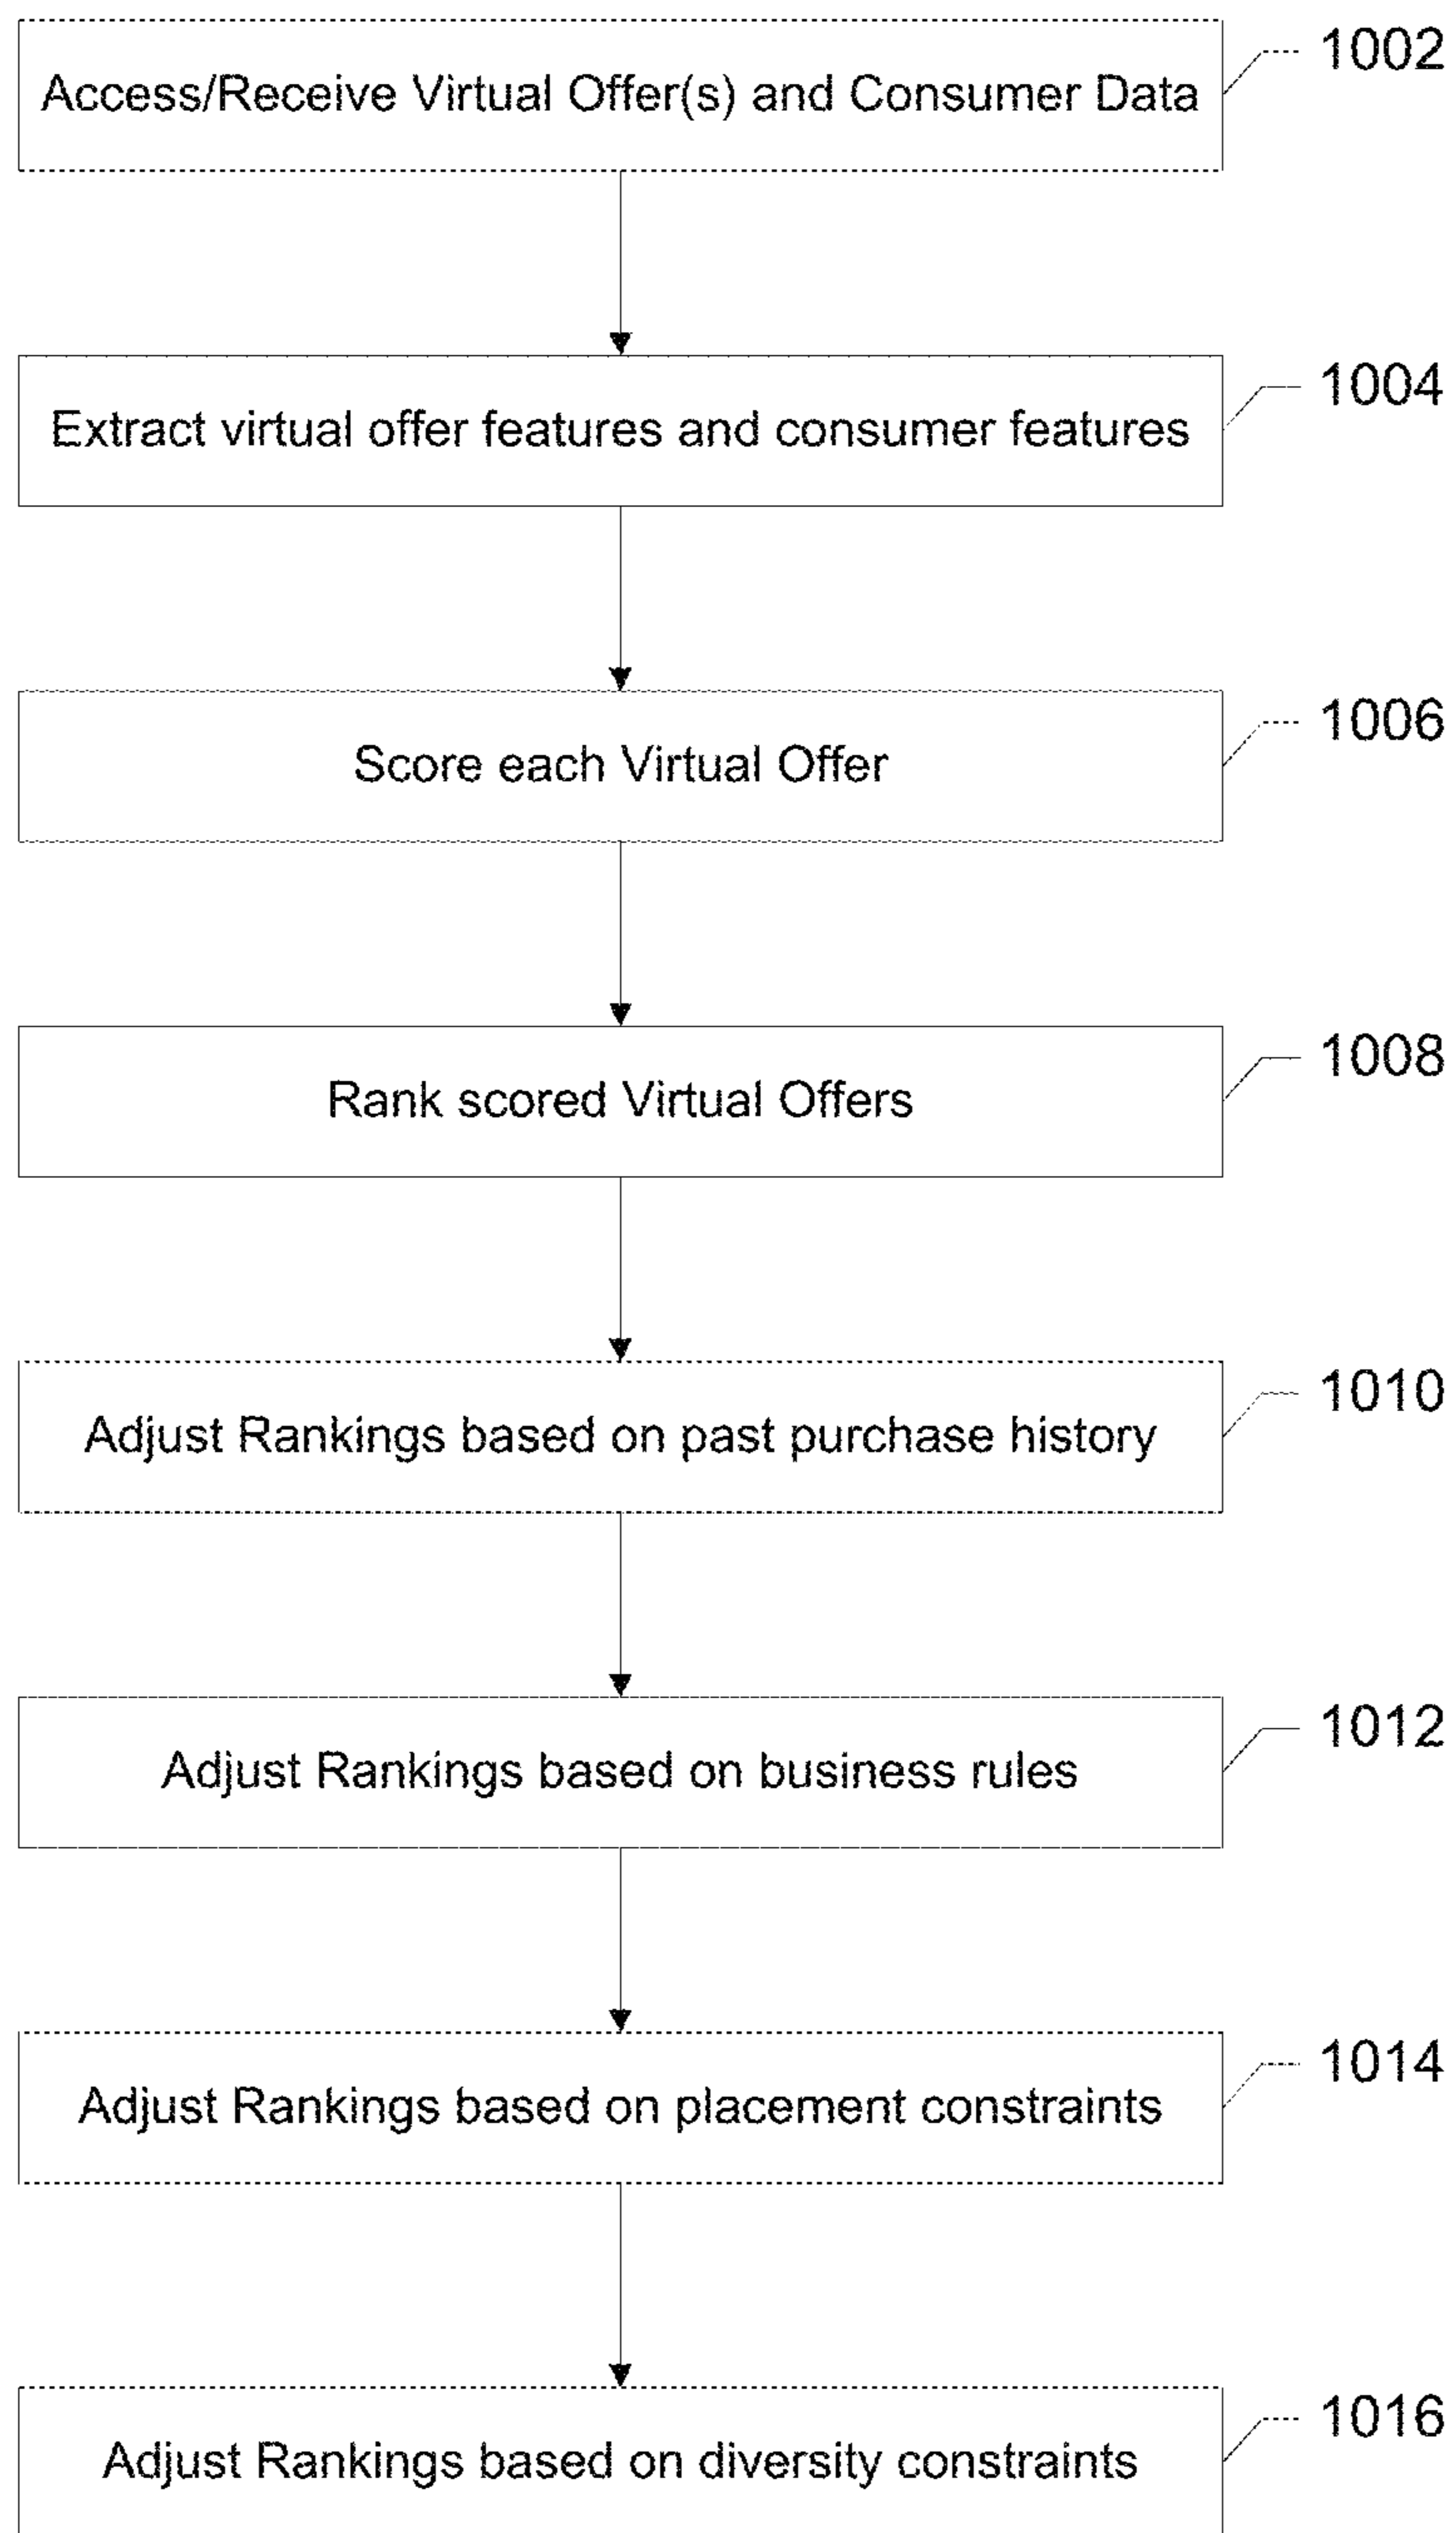 Access/Receive Virtual Offer(s) and Consumer Data
1002
Extract virtual offer features and consumer features
1004
Score each Virtual Offer
1006
Rank scored Virtual Offers
1008
Adjust Rankings based on past purchase history
1010
Adjust Rankings based on business rules
1012
Adjust Rankings based on placement constraints
1014
Adjust Rankings based on diversity constraints
1016